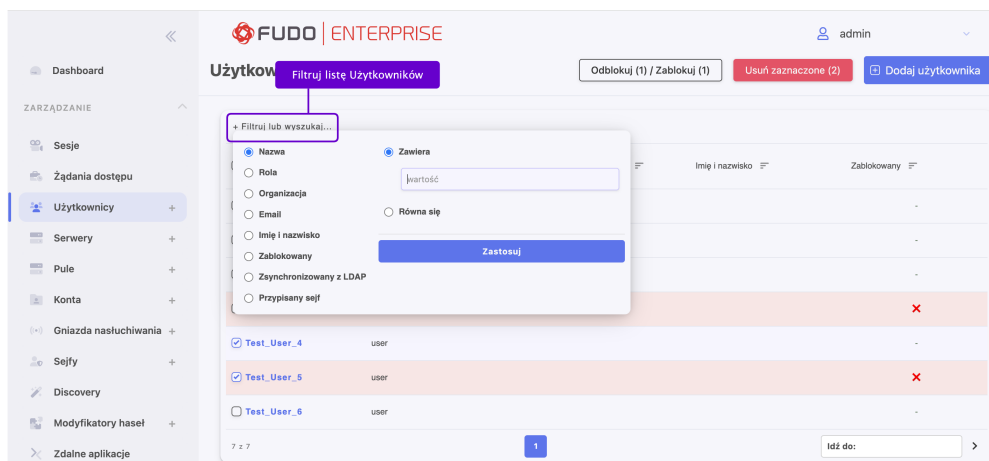 FUDO ENTERPRISE
admin
Dashboard
Użytkow
Filtruj listę Użytkowników
Odblokuj (1) / Zablokuj (1)
Usuń zaznaczone (2)
Dodaj użytkownika
ZARZĄDZANIE
+ Filtruj lub wyszukaj...
Sesje
Żądania dostępu
Użytkownicy +
Serwery +
Pule +
Konta +
Gniazda nasłuchiwania +
Sejfy +
Discovery
Modyfikatory haseł +
Zdalne aplikacje
Nazwa
Rola
Organizacja
Email
Imię i nazwisko
Zablokowany
Zsynchronizowany z LDAP
Przypisany sejf
Zawiera
wartość
Równa się
Zastosuj
Imię i nazwisko
Zablokowany
-
-
-
Test_User_4 user -
Test_User_5 user
Test_User_6 user -
7 z 7
1
Idź do: